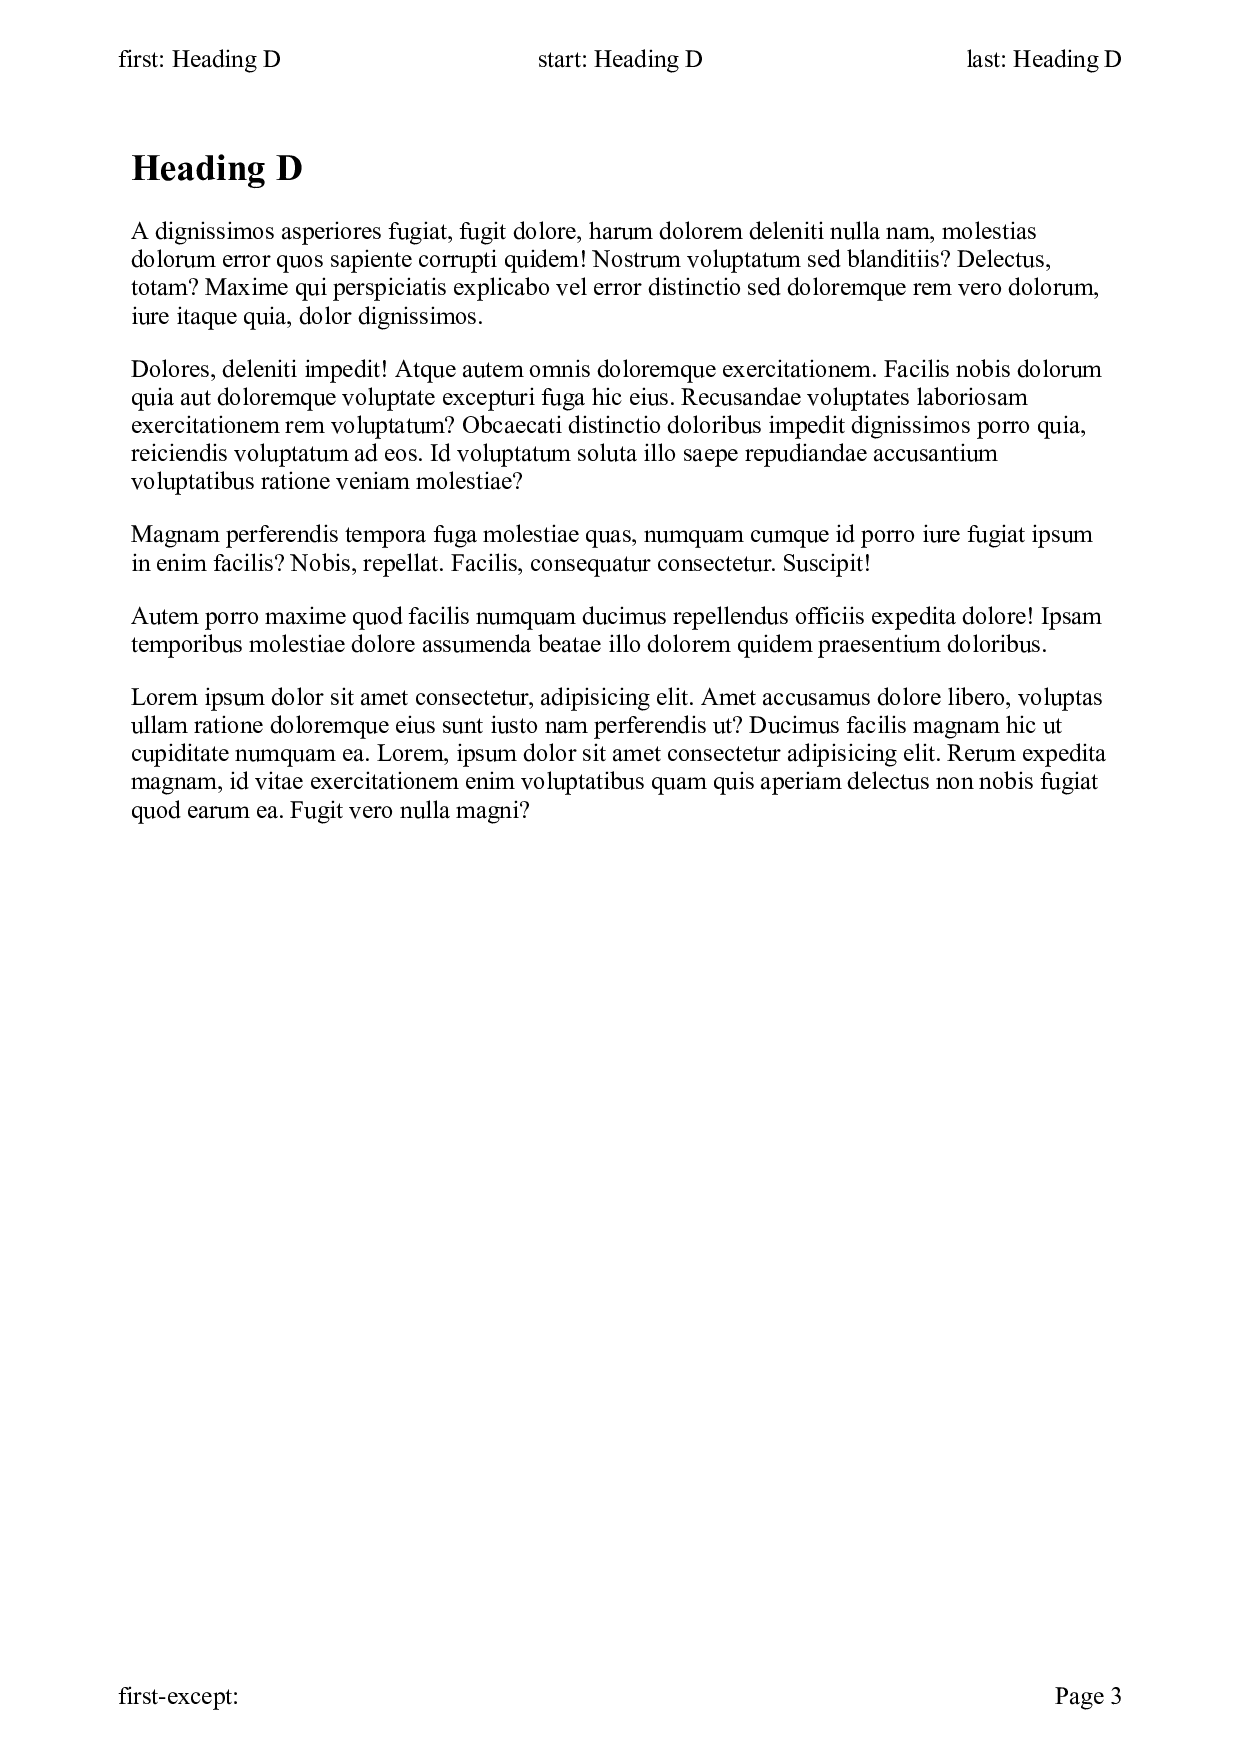 first: Heading D start: Heading D last: Heading D
Heading D
A dignissimos asperiores fugiat, fugit dolore, harum dolorem deleniti nulla nam, molestias
dolorum error quos sapiente corrupti quidem! Nostrum voluptatum sed blanditiis? Delectus,
totam? Maxime qui perspiciatis explicabo vel error distinctio sed doloremque rem vero dolorum,
iure itaque quia, dolor dignissimos.
Dolores, deleniti impedit! Atque autem omnis doloremque exercitationem. Facilis nobis dolorum
quia aut doloremque voluptate excepturi fuga hic eius. Recusandae voluptates laboriosam
exercitationem rem voluptatum? Obcaecati distinctio doloribus impedit dignissimos porro quia,
reiciendis voluptatum ad eos. Id voluptatum soluta illo saepe repudiandae accusantium
voluptatibus ratione veniam molestiae?
Magnam perferendis tempora fuga molestiae quas, numquam cumque id porro iure fugiat ipsum
in enim facilis? Nobis, repellat. Facilis, consequatur consectetur. Suscipit!
Autem porro maxime quod facilis numquam ducimus repellendus officiis expedita dolore! Ipsam
temporibus molestiae dolore assumenda beatae illo dolorem quidem praesentium doloribus.
Lorem ipsum dolor sit amet consectetur, adipisicing elit. Amet accusamus dolore libero, voluptas
ullam ratione doloremque eius sunt iusto nam perferendis ut? Ducimus facilis magnam hic ut
cupiditate numquam ea. Lorem, ipsum dolor sit amet consectetur adipisicing elit. Rerum expedita
magnam, id vitae exercitationem enim voluptatibus quam quis aperiam delectus non nobis fugiat
quod earum ea. Fugit vero nulla magni?
first-except: Page 3